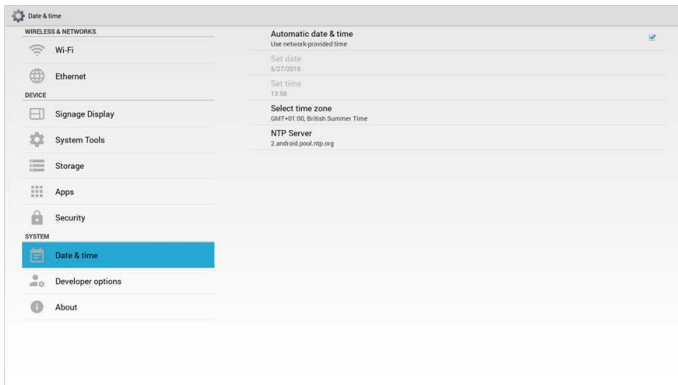 Date & time
WIRELESS & NETWORKS
Wi-Fi
Ethernet
DEVICE
Signage Display
System Tools
Storage
Apps
Security
SYSTEM
Date & time
Developer options
About
Automatic date & time
Use network-provided time
Set date
5/27/2016
Set time
13:58
Select time zone
GMT+01:00, British Summer Time
NTP Server
2.android.pool.ntp.org